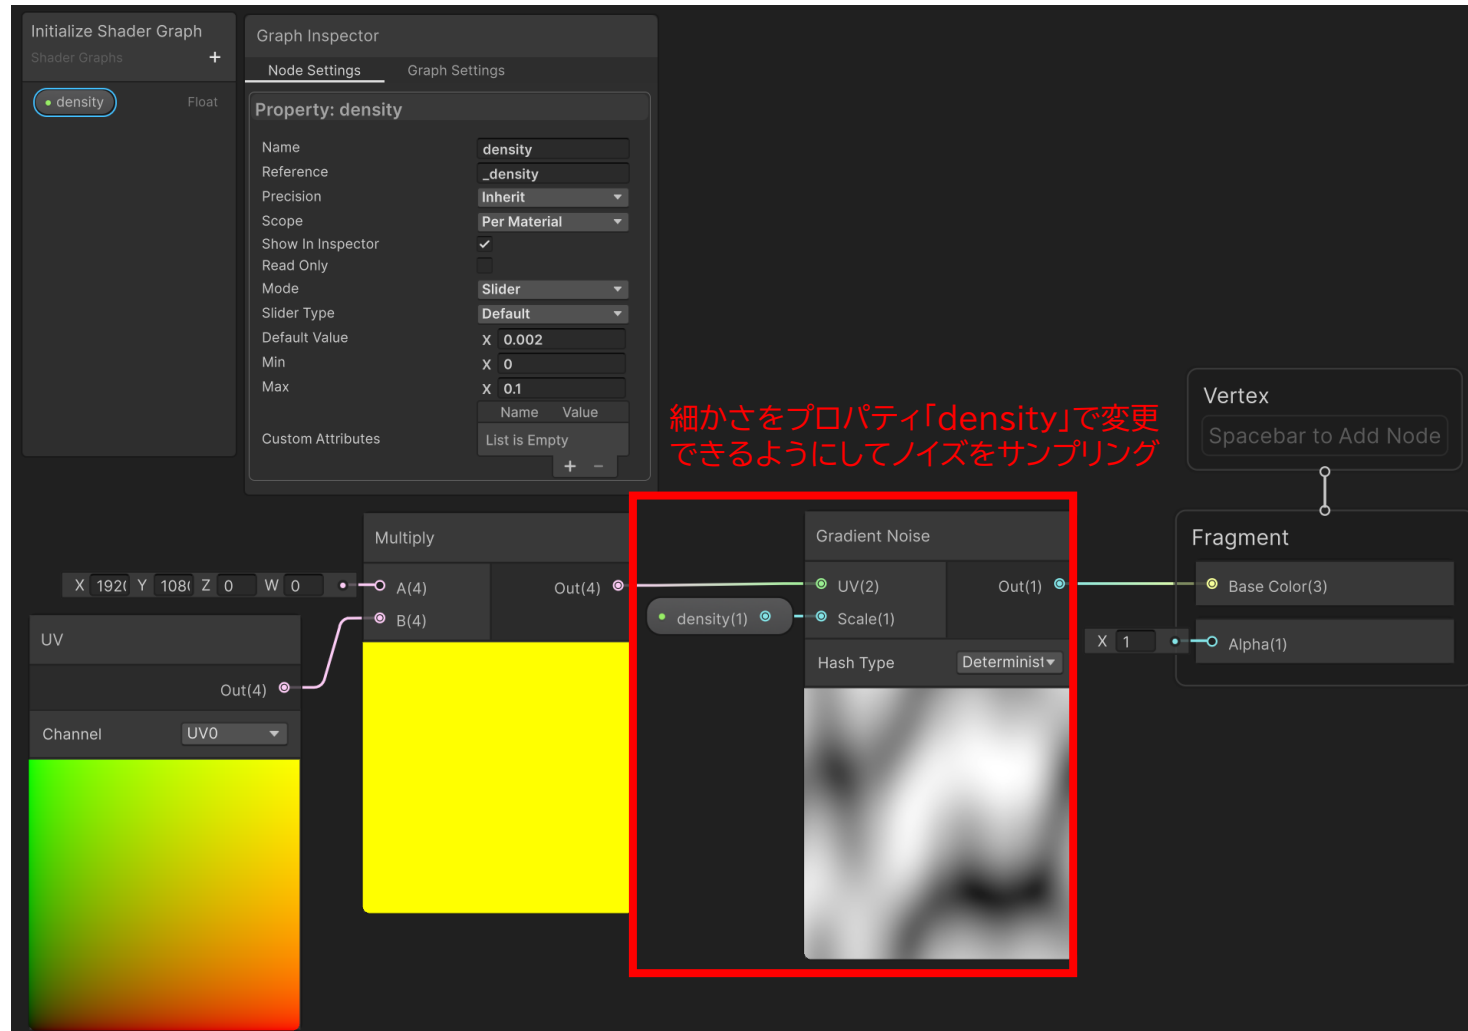 Initialize Shader Graph
Shader Graphs
+
density
Float
Graph Inspector
Node Settings
Graph Settings
Property: density
Name
density
Reference
_density
Precision
Inherit
Scope
Per Material
Show In Inspector
Read Only
Mode
Slider
Slider Type
Default
Default Value
X 0.002
Min
X 0
Max
X 0.1
Name Value
Custom Attributes
List is Empty
+ −
細かさをプロパティ「density」で変更
できるようにしてノイズをサンプリング
Vertex
Spacebar to Add Node
Multiply
X 192 Y 108 Z 0 W 0
A(4)
Out(4)
B(4)
UV
Out(4)
Channel
UV0
Gradient Noise
UV(2)
Out(1)
density(1)
Scale(1)
Hash Type
Determinist
Fragment
Base Color(3)
X 1
Alpha(1)